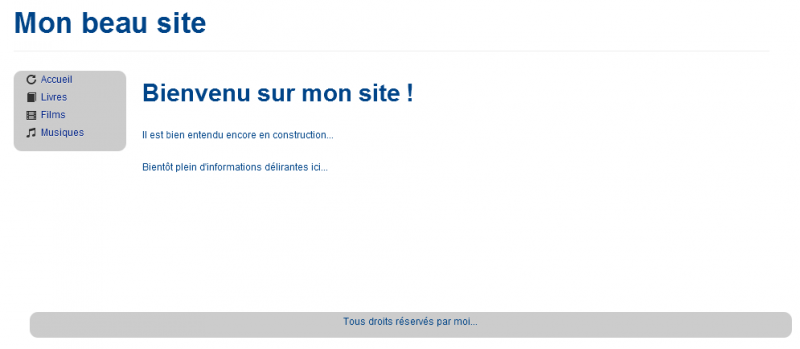 Mon beau site
Accueil
Livres
Films
Musiques
Bienvenu sur mon site !
Il est bien entendu encore en construction...
Bientôt plein d'informations délirantes ici...
Tous droits réservés par moi...